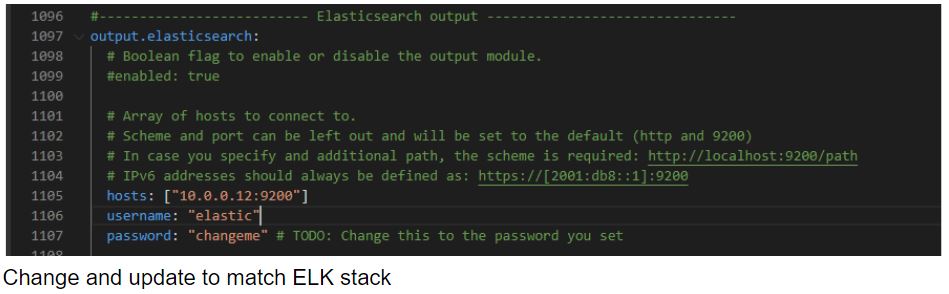 1096 #-------------------------- Elasticsearch output ------------------------------
1097 output.elasticsearch:
1098 # Boolean flag to enable or disable the output module.
1099 #enabled: true
1100
1101 # Array of hosts to connect to.
1102 # Scheme and port can be left out and will be set to the default (http and 9200)
1103 # In case you specify and additional path, the scheme is required: http://localhost:9200/path
1104 # IPv6 addresses should always be defined as: https://[2001:db8::1]:9200
1105 hosts: ["10.0.0.12:9200"]
1106 username: "elastic"
1107 password: "changeme" # TODO: Change this to the password you set
1108
Change and update to match ELK stack